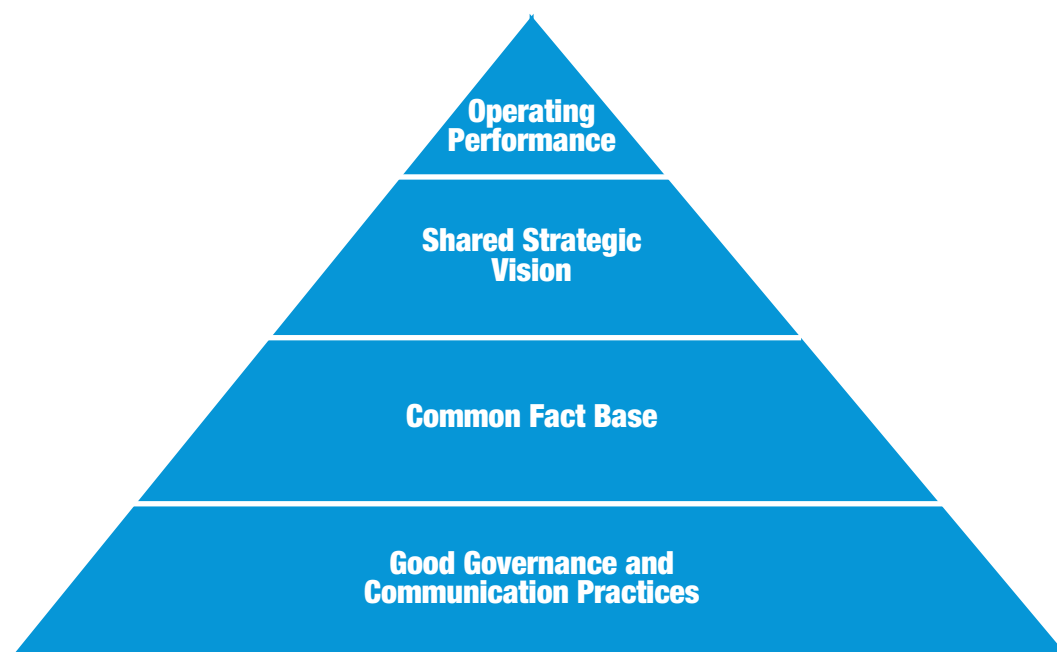 Operating
Performance
Shared Strategic
Vision
Common Fact Base
Good Governance and
Communication Practices